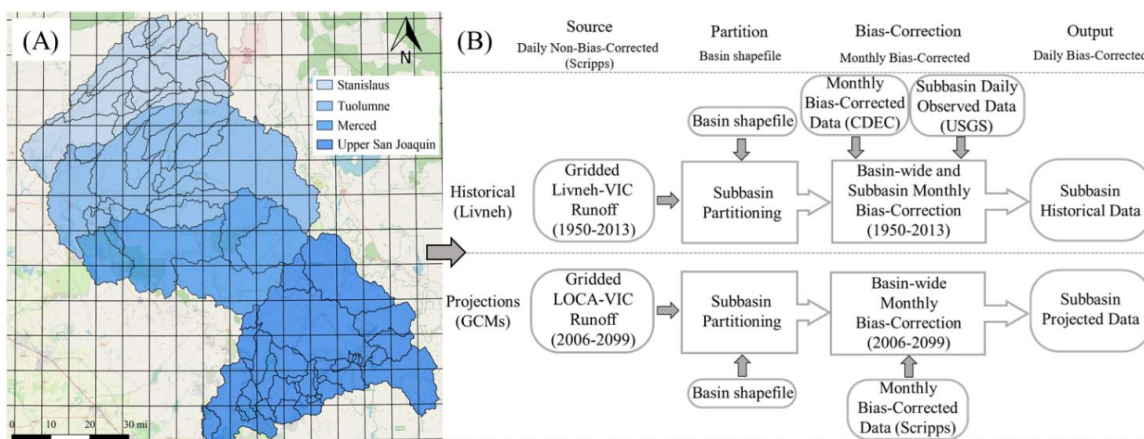 (A)
N
Stanislaus
Tuolumne
Merced
Upper San Joaquin
0 10 20 30 mi
(B)
Source
Daily Non-Bias-Corrected
(Scripps)
Partition
Basin shapefile
Bias-Correction
Monthly Bias-Corrected
Output
Daily Bias-Corrected
Historical
(Livneh)
Gridded
Livneh-VIC
Runoff
(1950-2013)
Basin shapefile
Subbasin
Partitioning
Monthly
Bias-Corrected
Data (CDEC)
Subbasin Daily
Observed Data
(USGS)
Basin-wide and
Subbasin Monthly
Bias-Correction
(1950-2013)
Subbasin
Historical Data
Projections
(GCMs)
Gridded
LOCA-VIC
Runoff
(2006-2099)
Subbasin
Partitioning
Basin shapefile
Basin-wide
Monthly
Bias-Correction
(2006-2099)
Monthly
Bias-Corrected
Data (Scripps)
Subbasin
Projected Data